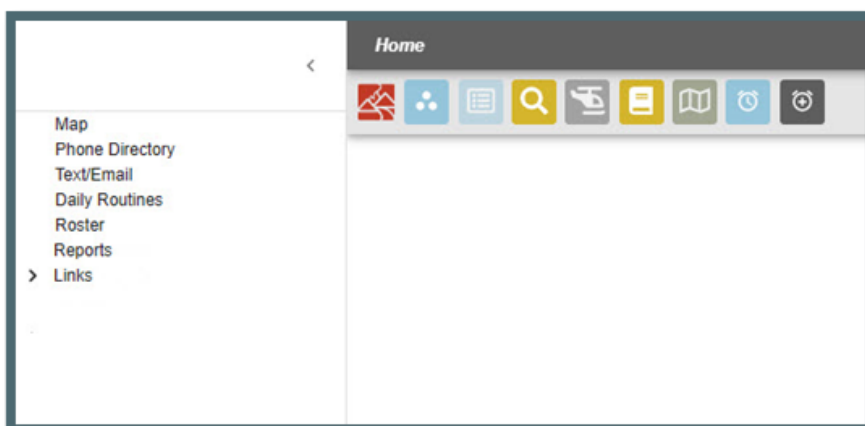 Home
Map
Phone Directory
Text/Email
Daily Routines
Roster
Reports
Links